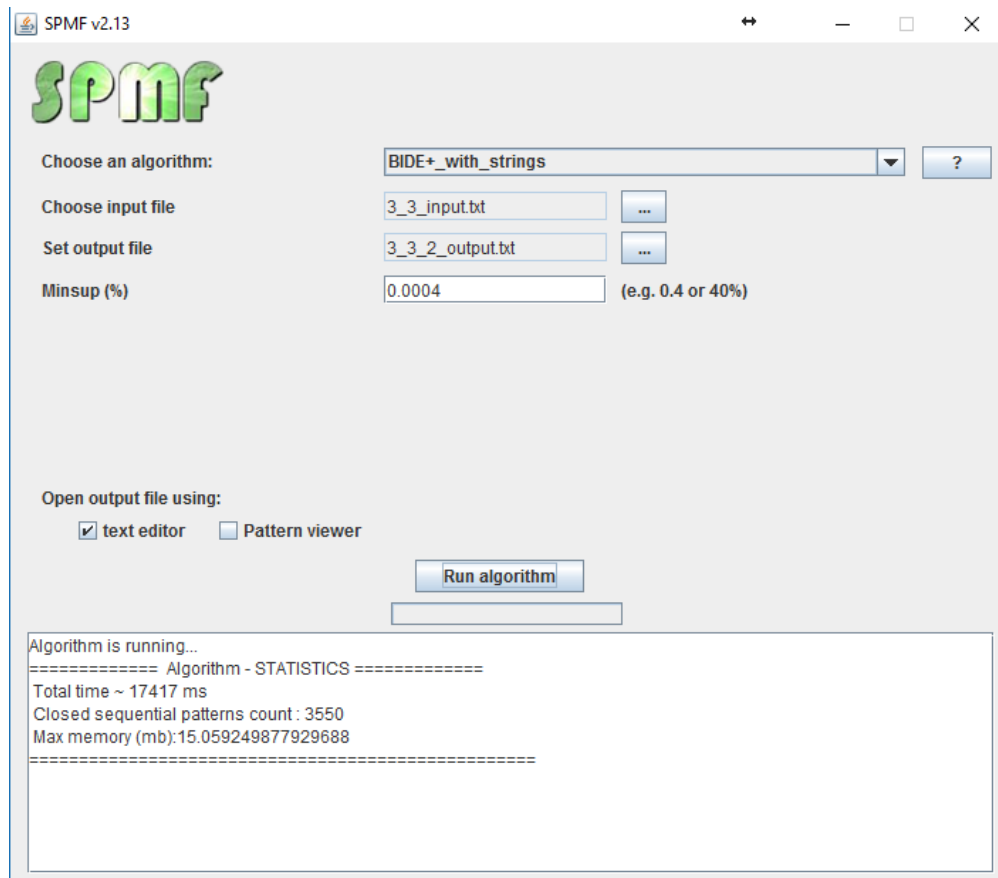 SPMF v2.13
SPMF
Choose an algorithm: BIDE+_with_strings ?
Choose input file 3_3_input.txt ...
Set output file 3_3_2_output.txt ...
Minsup (%) 0.0004 (e.g. 0.4 or 40%)
Open output file using:
text editor Pattern viewer
Run algorithm
Algorithm is running...
============= Algorithm - STATISTICS =============
Total time ~ 17417 ms
Closed sequential patterns count : 3550
Max memory (mb):15.059249877929688
===================================================